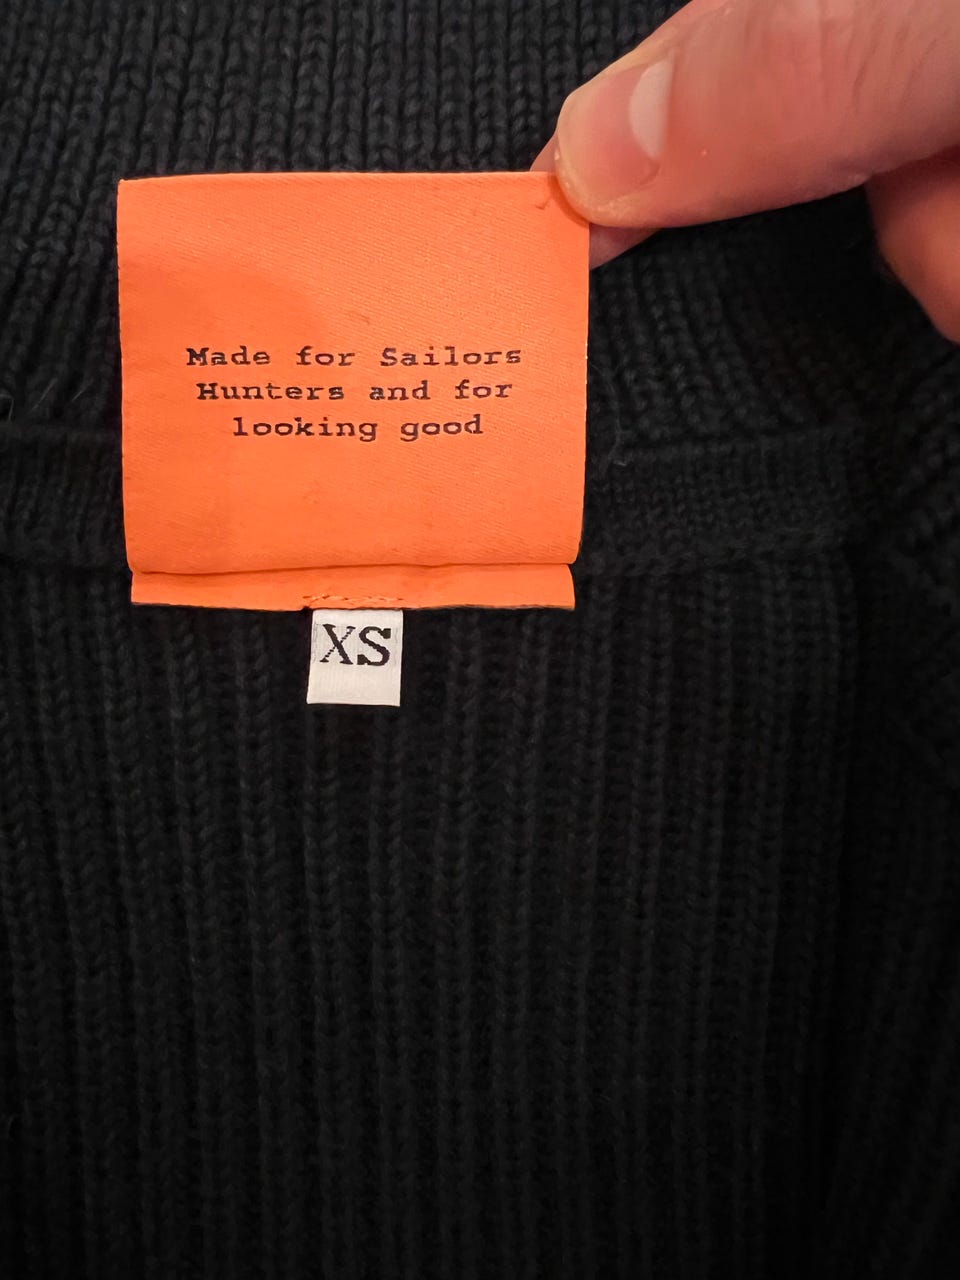 Made for Sailors
Hunters and for
looking good
XS